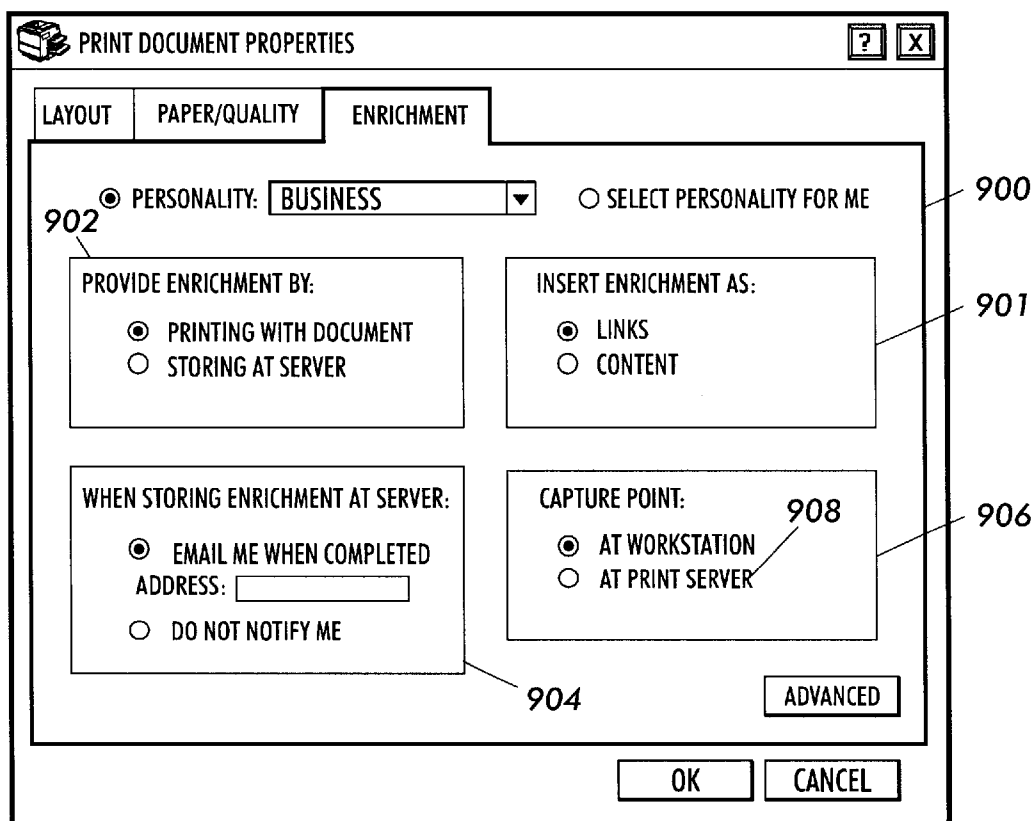 PRINT DOCUMENT PROPERTIES ? X
LAYOUT PAPER/QUALITY ENRICHMENT
PERSONALITY: BUSINESS SELECT PERSONALITY FOR ME
900
902
PROVIDE ENRICHMENT BY:
PRINTING WITH DOCUMENT
STORING AT SERVER
INSERT ENRICHMENT AS:
LINKS
CONTENT
901
WHEN STORING ENRICHMENT AT SERVER:
EMAIL ME WHEN COMPLETED
ADDRESS:
DO NOT NOTIFY ME
904
CAPTURE POINT:
908
AT WORKSTATION
AT PRINT SERVER
906
ADVANCED
OK CANCEL